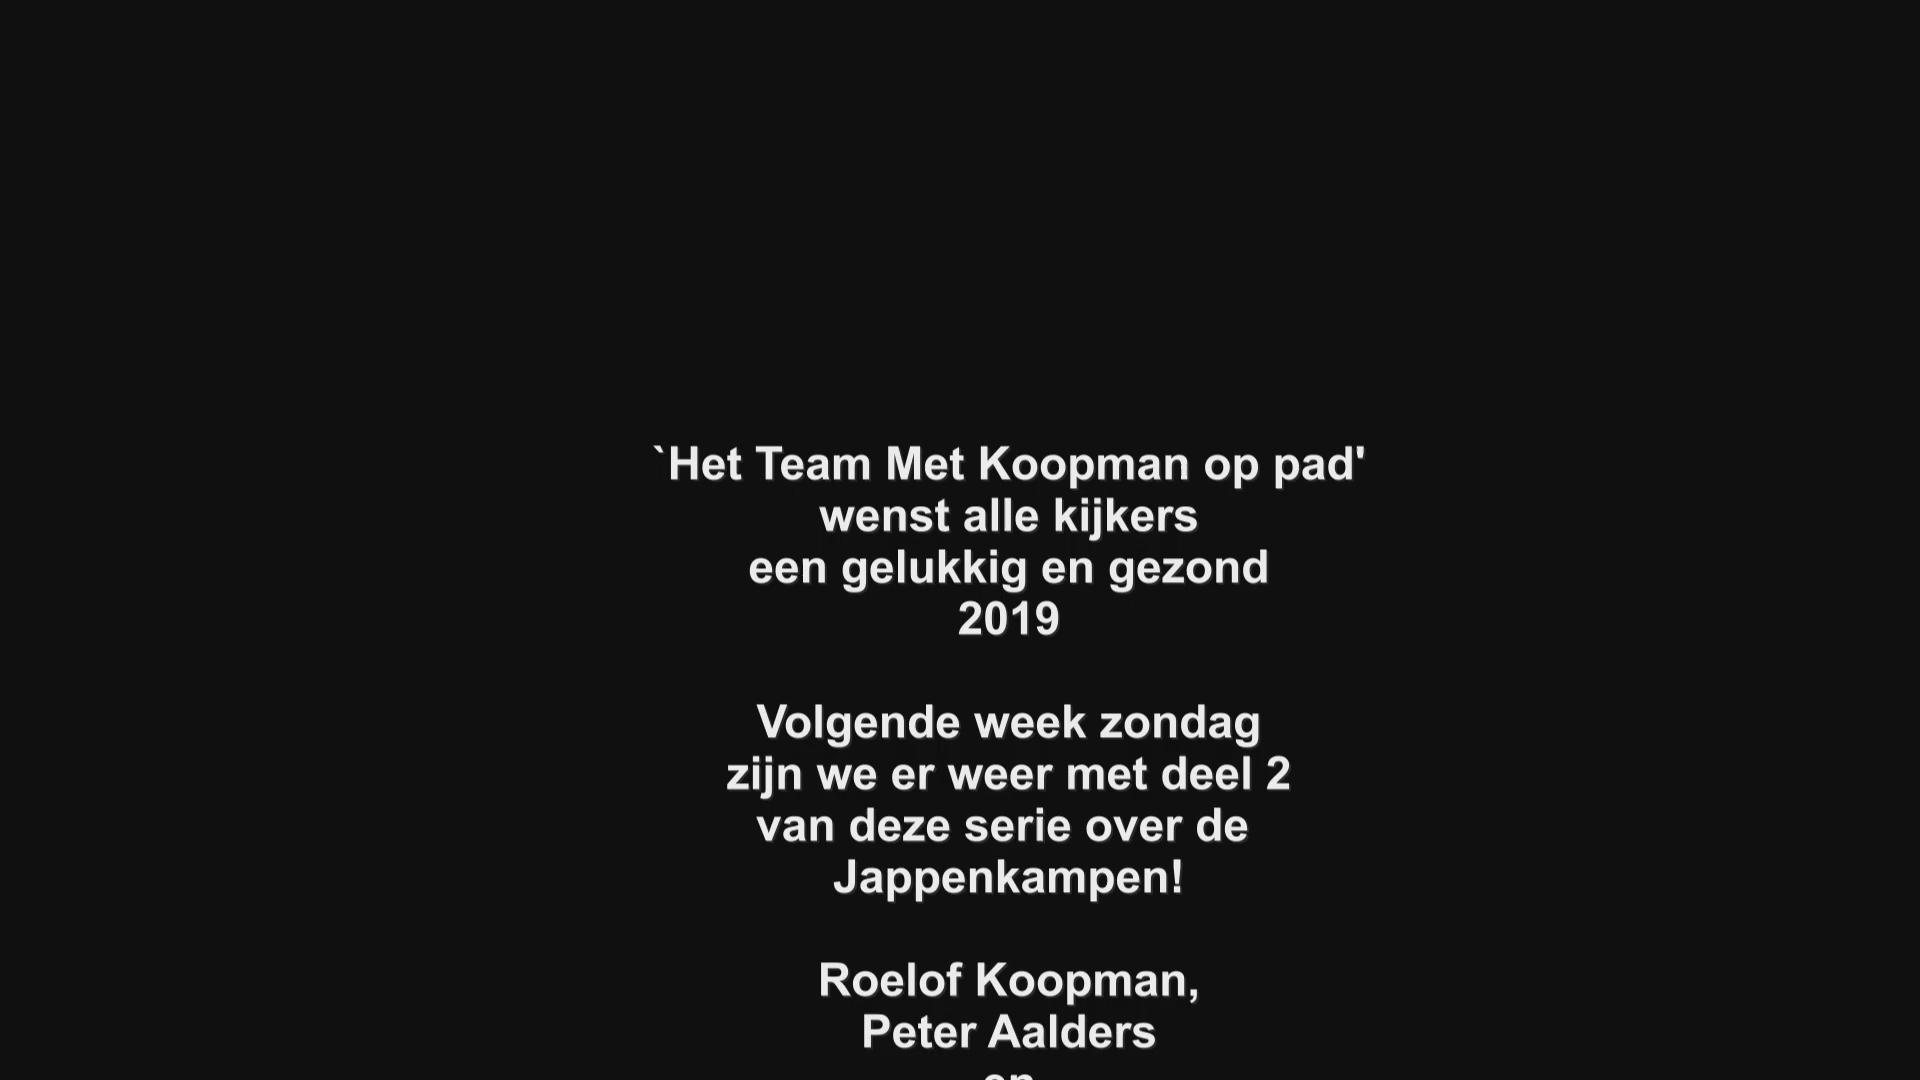 `Het Team Met Koopman op pad'
wenst alle kijkers
een gelukkig en gezond
2019
Volgende week zondag
zijn we er weer met deel 2
van deze serie over de
Jappenkampen!
Roelof Koopman,
Peter Aalders
en